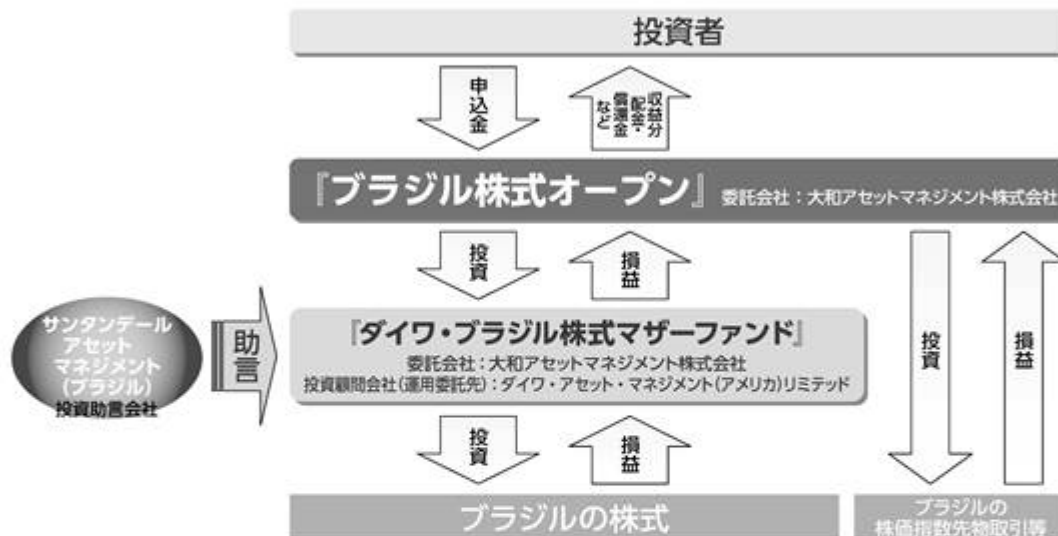 投資者
申込金
収益分
配金・
償還金
など
『ブラジル株式オープン』 委託会社：大和アセットマネジメント株式会社
投資
損益
サンタンデール
アセット
マネジメント
（ブラジル）
投資助言会社
助言
『ダイワ・ブラジル株式マザーファンド』
委託会社：大和アセットマネジメント株式会社
投資顧問会社（運用委託先）：ダイワ・アセット・マネジメント（アメリカ）リミテッド
投資
損益
投資
損益
ブラジルの株式
ブラジルの
株価指数先物取引等